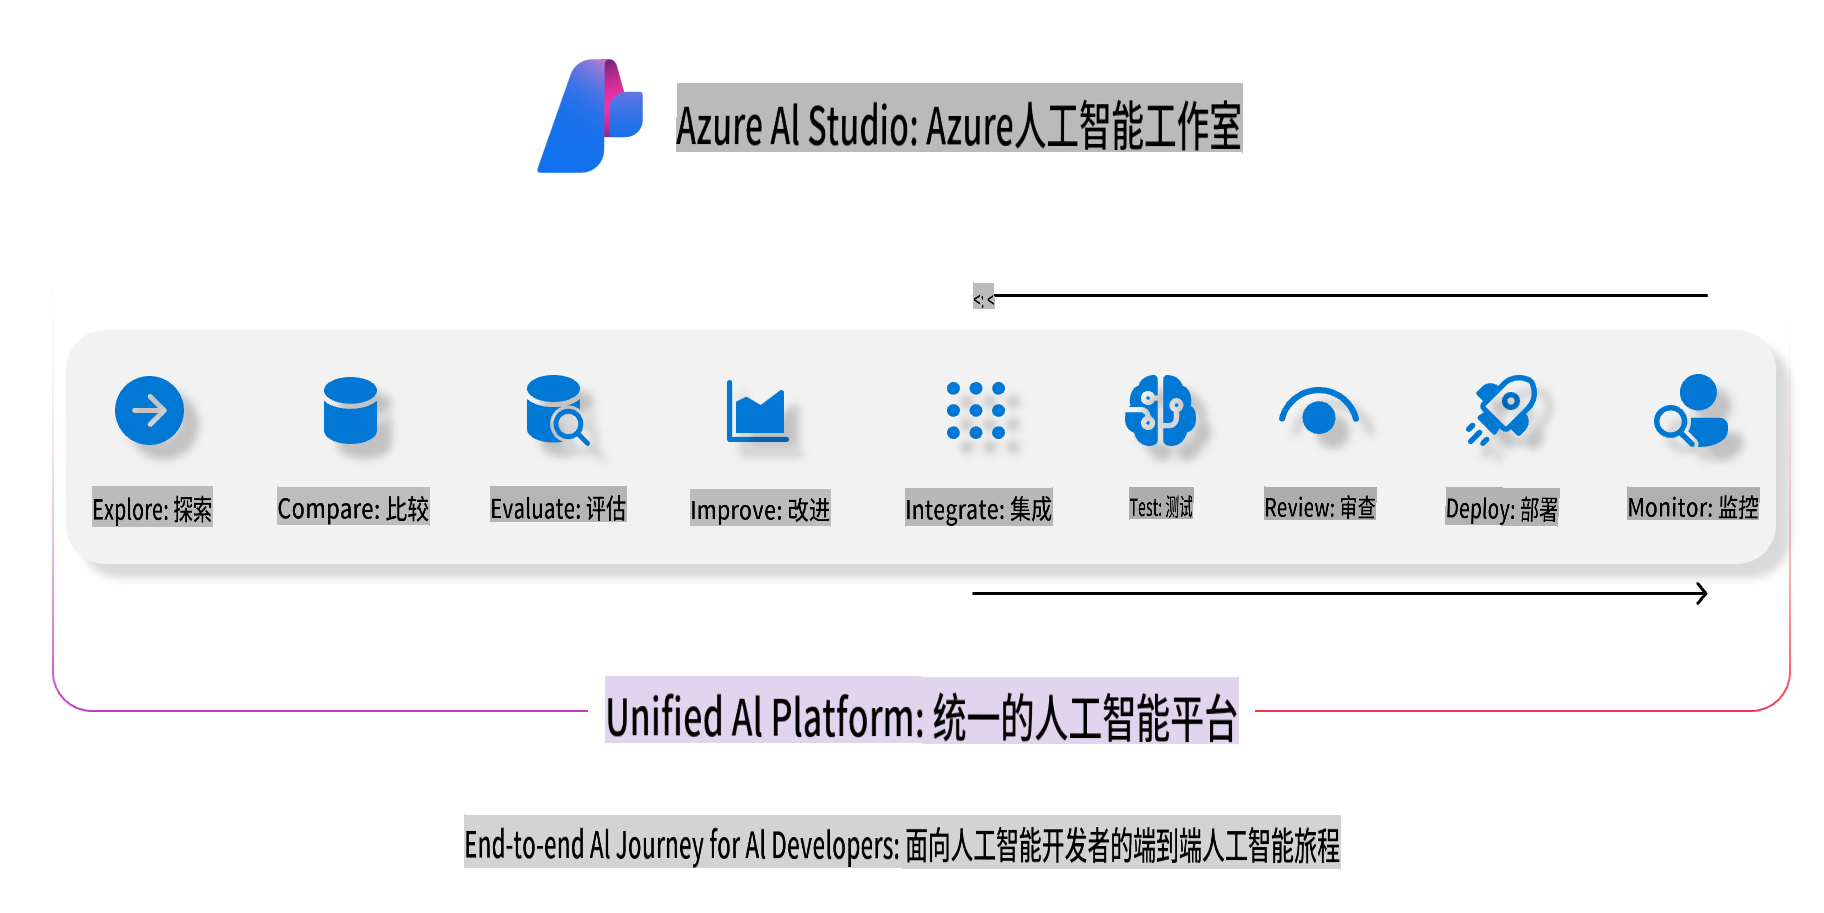 Azure Al Studio: Azure人工智能工作室
<; <
Explore: 探索
Compare: 比较
Evaluate: 评估
Improve: 改进
Integrate: 集成
Test: 测试
Review: 审查
Deploy: 部署
Monitor: 监控
Unified Al Platform: 统一的人工智能平台
End-to-end Al Journey for Al Developers: 面向人工智能开发者的端到端人工智能旅程